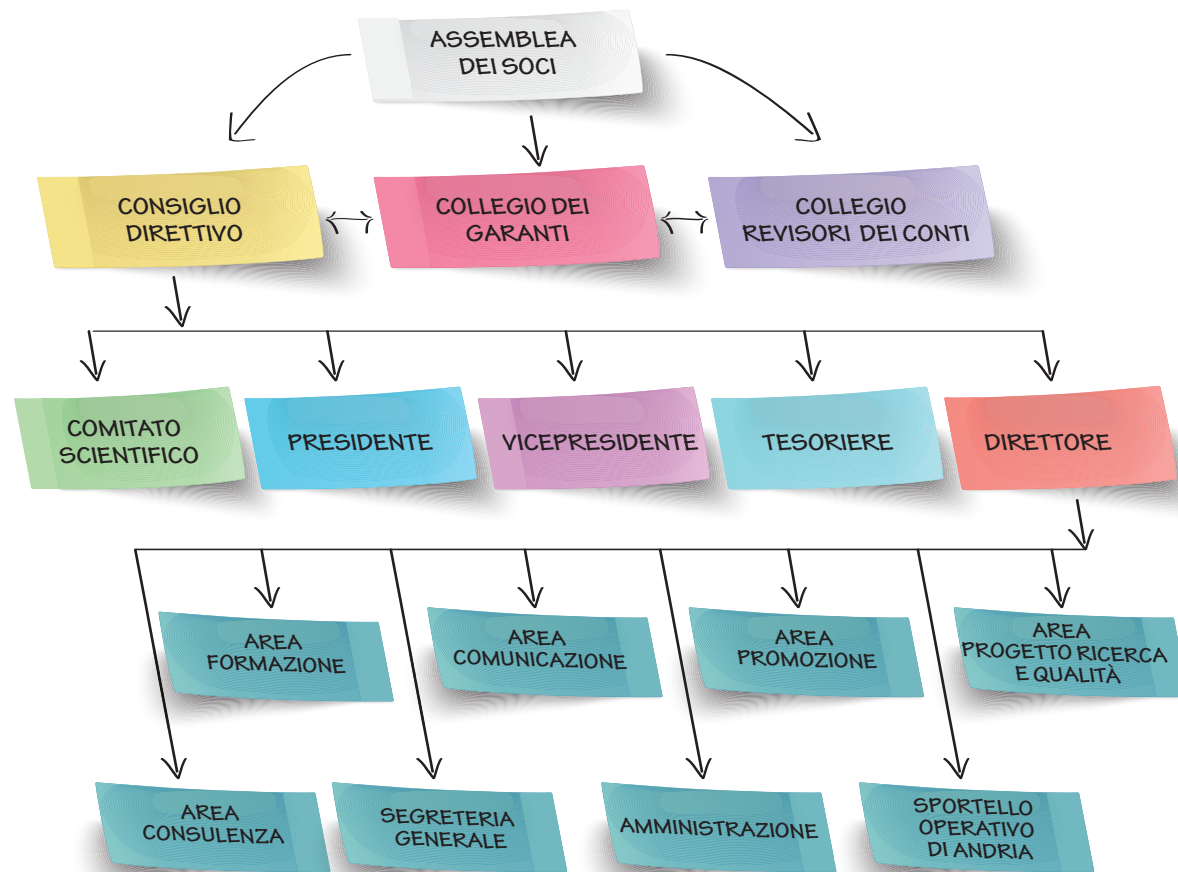 ASSEMBLEA
DEI SOCI
CONSIGLIO
DIRETTIVO
COLLEGIO DEI
GARANTI
COLLEGIO
REVISORI DEI CONTI
COMITATO
SCIENTIFICO
PRESIDENTE
VICEPRESIDENTE
TESORIERE
DIRETTORE
AREA
FORMAZIONE
AREA
COMUNICAZIONE
AREA
PROMOZIONE
AREA
PROGETTO RICERCA
E QUALITÀ
AREA
CONSULENZA
SEGRETERIA
GENERALE
AMMINISTRAZIONE
SPORTELLO
OPERATIVO
DI ANDRIA